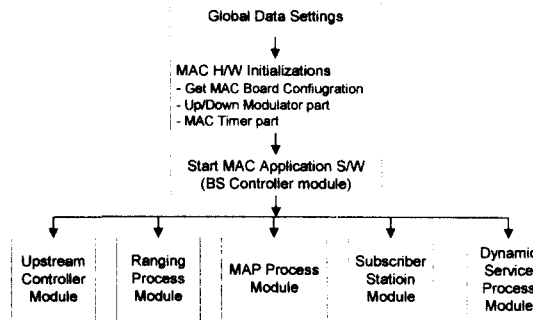 Global Data Settings
MAC H/W Initializations
- Get MAC Board Confiugration
- Up/Down Modulator part
- MAC Timer part
Start MAC Application S/W
(BS Controller module)
Upstream
Controller
Module
Ranging
Process
Module
MAP Process
Module
Subscriber
Statioin
Module
Dynamic
Service
Process
Module